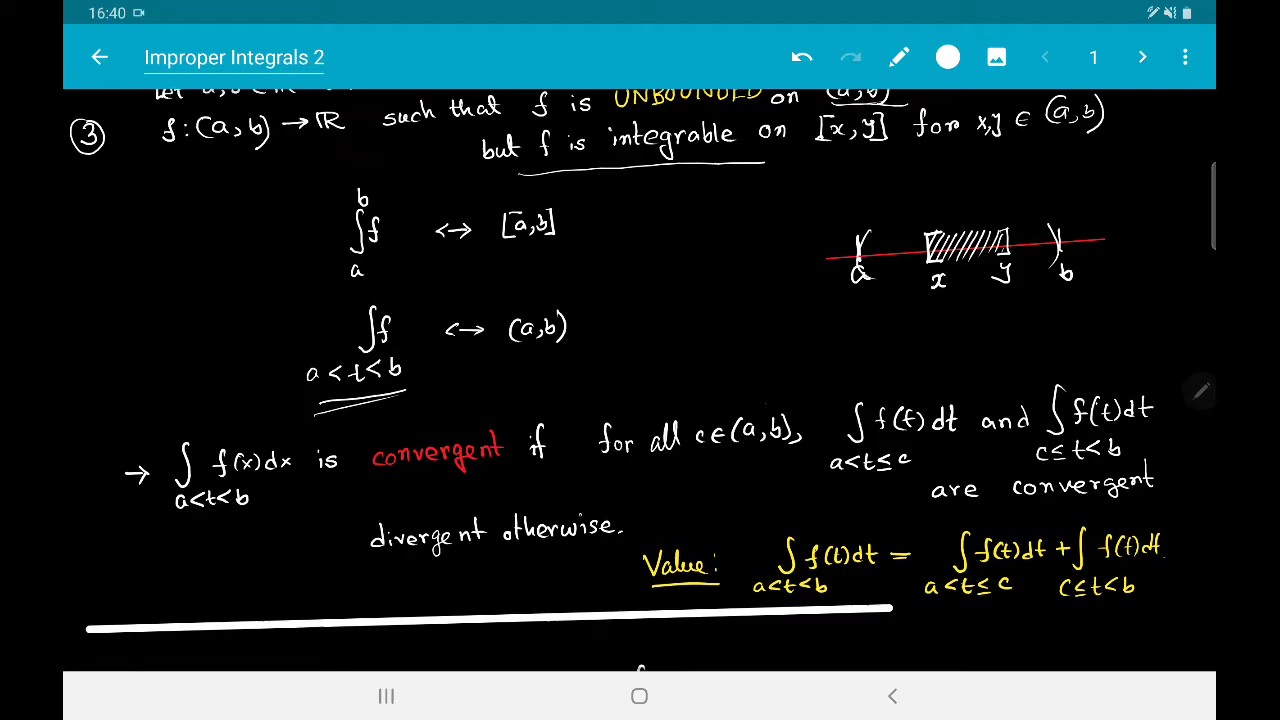 16:40
Improper Integrals 2
1
Let a, b ∈
③ f: (a, b) → ℝ such that f is UNBOUNDED on (a,b)
but f is integrable on [x, y] for x,y ∈ (a,b)
∫_a^b f ↔ [a,b]
a x y b
∫_{a<t<b} f ↔ (a,b)
→ ∫_{a<t<b} f(x)dx is convergent if for all c∈(a,b), ∫_{a<t≤c} f(t)dt and ∫_{c≤t<b} f(t)dt
are convergent
divergent otherwise.
Value: ∫_{a<t<b} f(t)dt = ∫_{a<t≤c} f(t)dt + ∫_{c≤t<b} f(t)dt